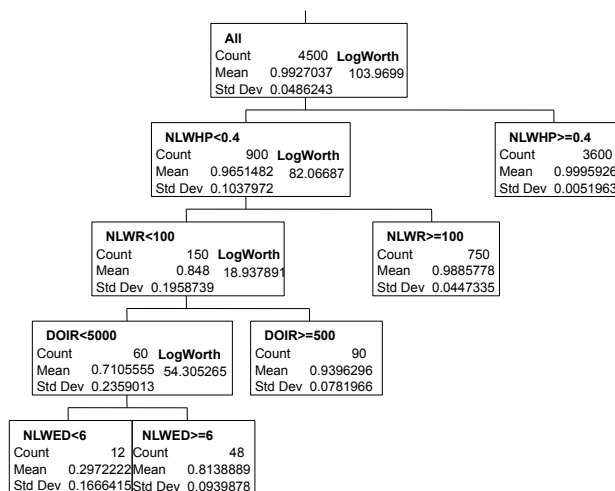 All
Count 4500 LogWorth
Mean 0.9927037 103.9699
Std Dev 0.0486243
NLWHP<0.4
Count 900 LogWorth
Mean 0.9651482 82.06687
Std Dev 0.1037972
NLWHP>=0.4
Count 3600
Mean 0.9995926
Std Dev 0.0051963
NLWR<100
Count 150 LogWorth
Mean 0.848 18.937891
Std Dev 0.1958739
NLWR>=100
Count 750
Mean 0.9885778
Std Dev 0.0447335
DOIR<5000
Count 60 LogWorth
Mean 0.7105555 54.305265
Std Dev 0.2359013
DOIR>=500
Count 90
Mean 0.9396296
Std Dev 0.0781966
NLWED<6
Count 12
Mean 0.2972222
Std Dev 0.1666415
NLWED>=6
Count 48
Mean 0.8138889
Std Dev 0.0939878